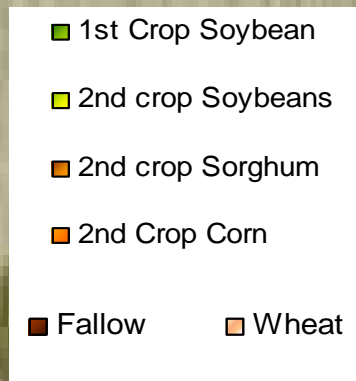 1st Crop Soybean
2nd crop Soybeans
2nd crop Sorghum
2nd Crop Corn
Fallow Wheat